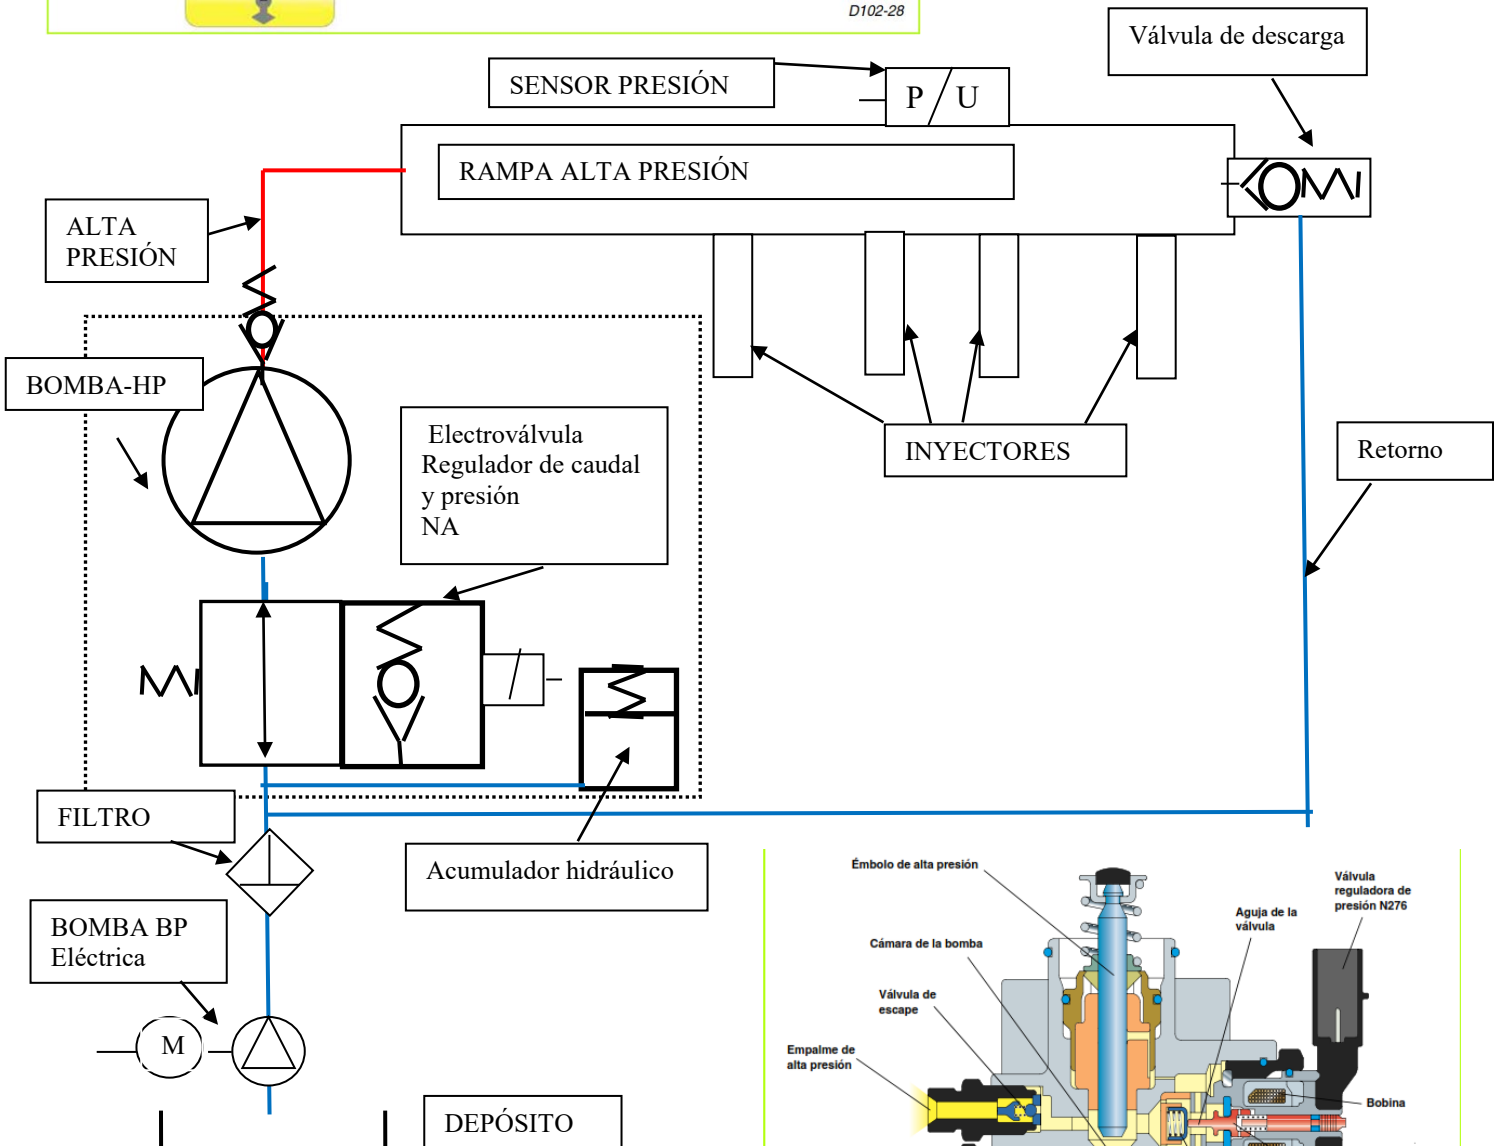 D102-28
Válvula de descarga
SENSOR PRESIÓN
P / U
RAMPA ALTA PRESIÓN
ALTA
PRESIÓN
BOMBA-HP
Electroválvula
Regulador de caudal
y presión
NA
INYECTORES
Retorno
FILTRO
Acumulador hidráulico
BOMBA BP
Eléctrica
M
DEPÓSITO
Émbolo de alta presión
Válvula
reguladora de
presión N276
Aguja de la
válvula
Cámara de la bomba
Válvula de
escape
Empalme de
alta presión
Bobina